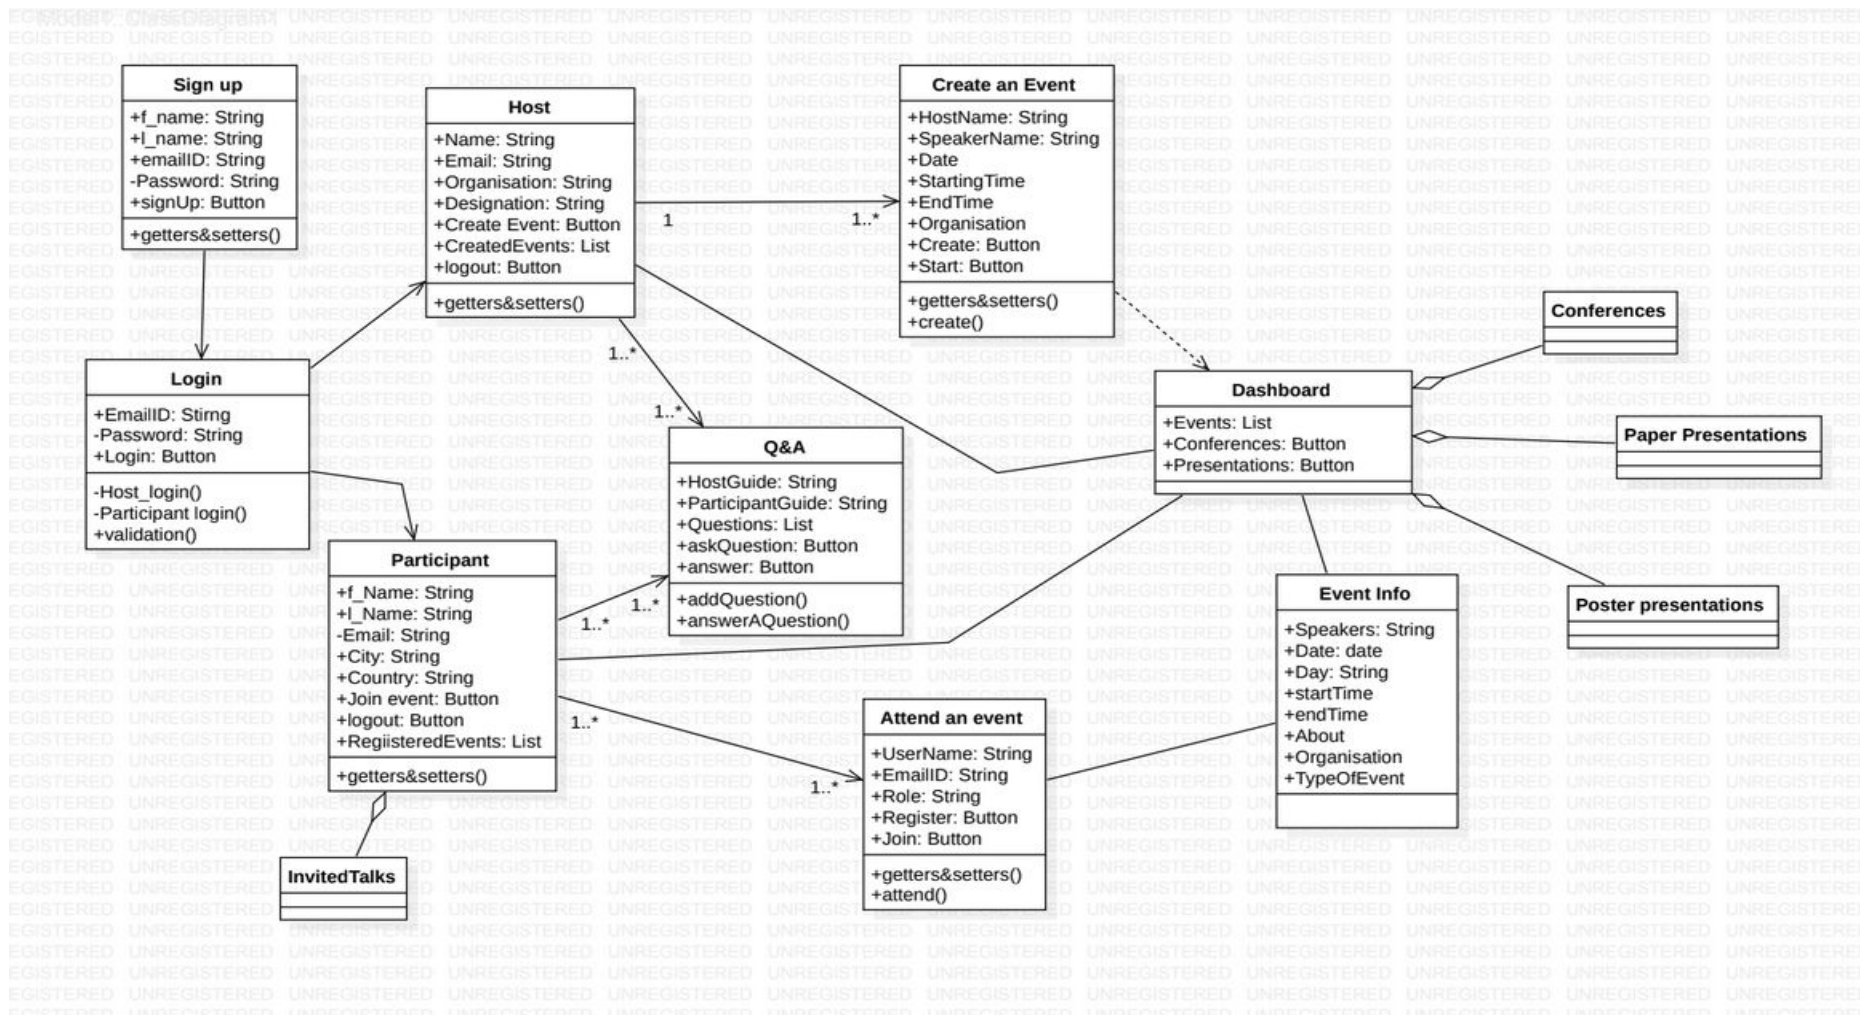 Model1::ClassDiagram1
Sign up
+f_name: String
+l_name: String
+emailID: String
-Password: String
+signUp: Button
+getters&setters()
Host
+Name: String
+Email: String
+Organisation: String
+Designation: String
+Create Event: Button
+CreatedEvents: List
+logout: Button
+getters&setters()
Create an Event
+HostName: String
+SpeakerName: String
+Date
+StartingTime
+EndTime
+Organisation
+Create: Button
+Start: Button
+getters&setters()
+create()
1
1..*
Login
+EmailID: Stirng
-Password: String
+Login: Button
-Host_login()
-Participant login()
+validation()
1..*
1..*
Q&A
+HostGuide: String
+ParticipantGuide: String
+Questions: List
+askQuestion: Button
+answer: Button
+addQuestion()
+answerAQuestion()
Dashboard
+Events: List
+Conferences: Button
+Presentations: Button
Conferences
Paper Presentations
Poster presentations
Participant
+f_Name: String
+l_Name: String
-Email: String
+City: String
+Country: String
+Join event: Button
+logout: Button
+RegiisteredEvents: List
+getters&setters()
1..*
1..*
1..*
1..*
InvitedTalks
Attend an event
+UserName: String
+EmailID: String
+Role: String
+Register: Button
+Join: Button
+getters&setters()
+attend()
Event Info
+Speakers: String
+Date: date
+Day: String
+startTime
+endTime
+About
+Organisation
+TypeOfEvent
UNREGISTERED